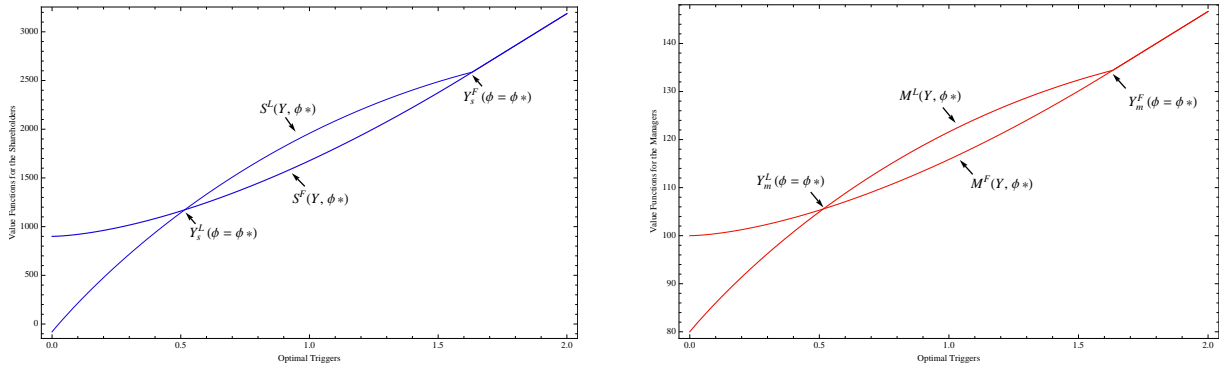 Value Functions for the Shareholders
3000
2500
2000
1500
1000
500
0
0.0
0.5
1.0
1.5
2.0
Optimal Triggers
S^L(Y, ϕ*)
Y_s^F(ϕ = ϕ*)
S^F(Y, ϕ*)
Y_s^L(ϕ = ϕ*)
Value Functions for the Managers
140
130
120
110
100
90
80
0.0
0.5
1.0
1.5
2.0
Optimal Triggers
M^L(Y, ϕ*)
Y_m^F(ϕ = ϕ*)
Y_m^L(ϕ = ϕ*)
M^F(Y, ϕ*)